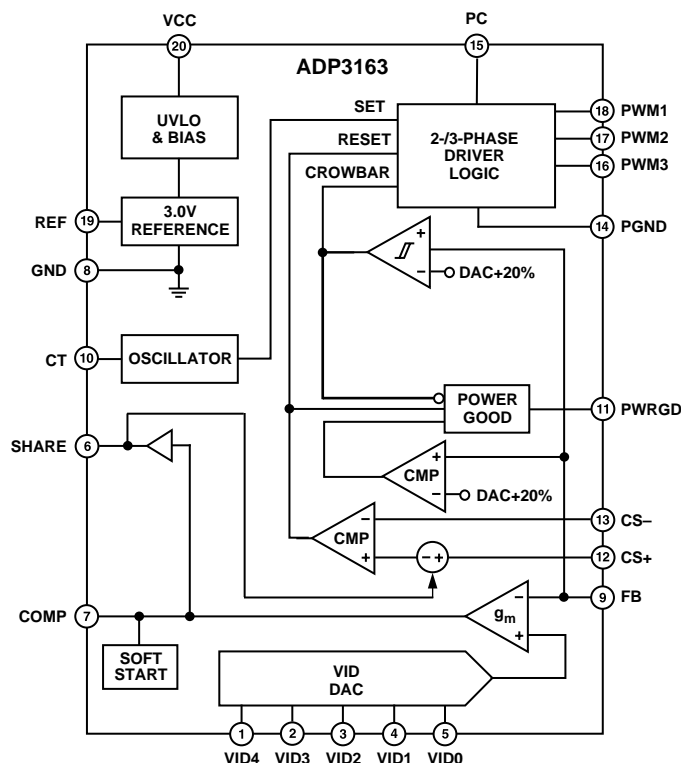 VCC
PC
20
15
ADP3163
UVLO
& BIAS
SET
RESET
CROWBAR
2-/3-PHASE
DRIVER
LOGIC
18 PWM1
17 PWM2
16 PWM3
REF 19
3.0V
REFERENCE
14 PGND
GND 8
+
– DAC+20%
CT 10
OSCILLATOR
POWER
GOOD
11 PWRGD
SHARE 6
CMP
+
– DAC+20%
CMP
–
+
– +
13 CS–
12 CS+
COMP 7
gm
–
+
9 FB
SOFT
START
VID
DAC
1 2 3 4 5
VID4 VID3 VID2 VID1 VID0